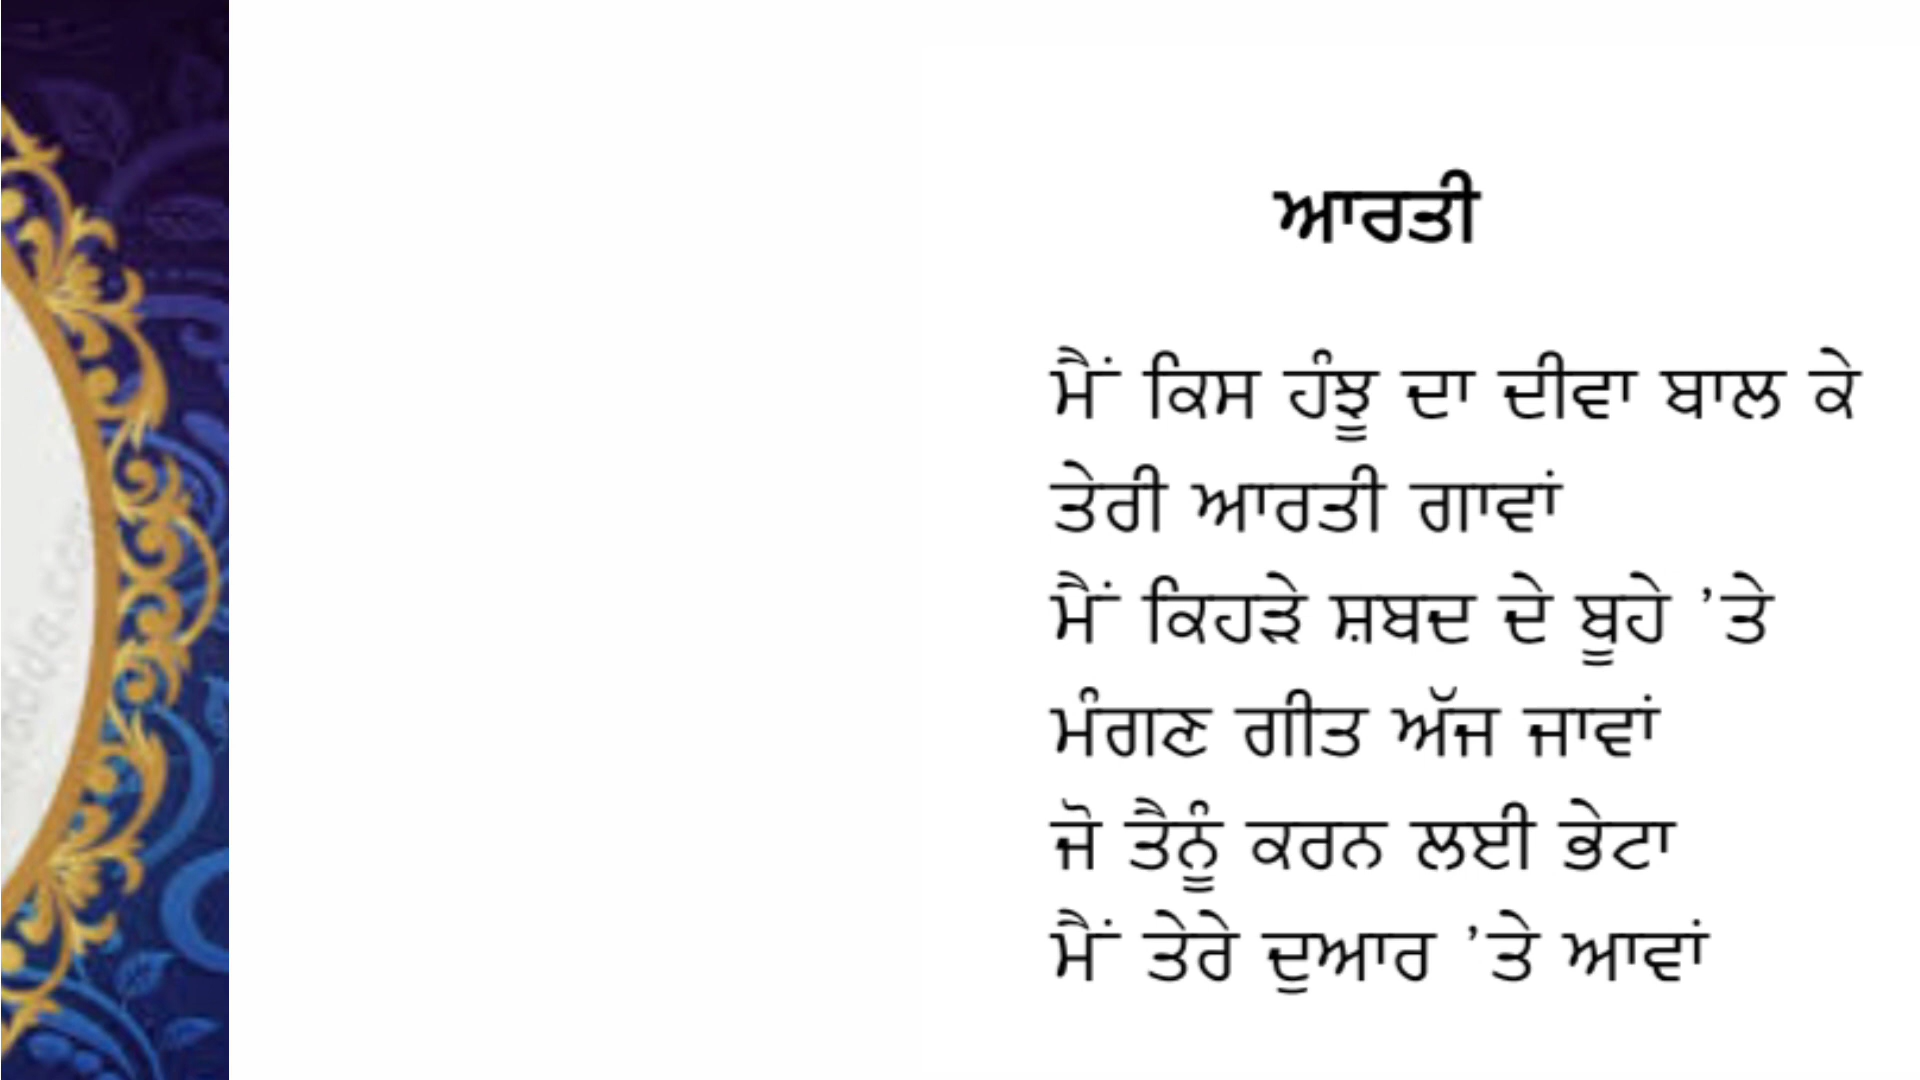 ਆਰਤੀ
ਮੈਂ ਕਿਸ ਹੰਝੂ ਦਾ ਦੀਵਾ ਬਾਲ ਕੇ
ਤੇਰੀ ਆਰਤੀ ਗਾਵਾਂ
ਮੈਂ ਕਿਹੜੇ ਸ਼ਬਦ ਦੇ ਬੂਹੇ ’ਤੇ
ਮੰਗਣ ਗੀਤ ਅੱਜ ਜਾਵਾਂ
ਜੋ ਤੈਨੂੰ ਕਰਨ ਲਈ ਭੇਟਾ
ਮੈਂ ਤੇਰੇ ਦੁਆਰ ’ਤੇ ਆਵਾਂ